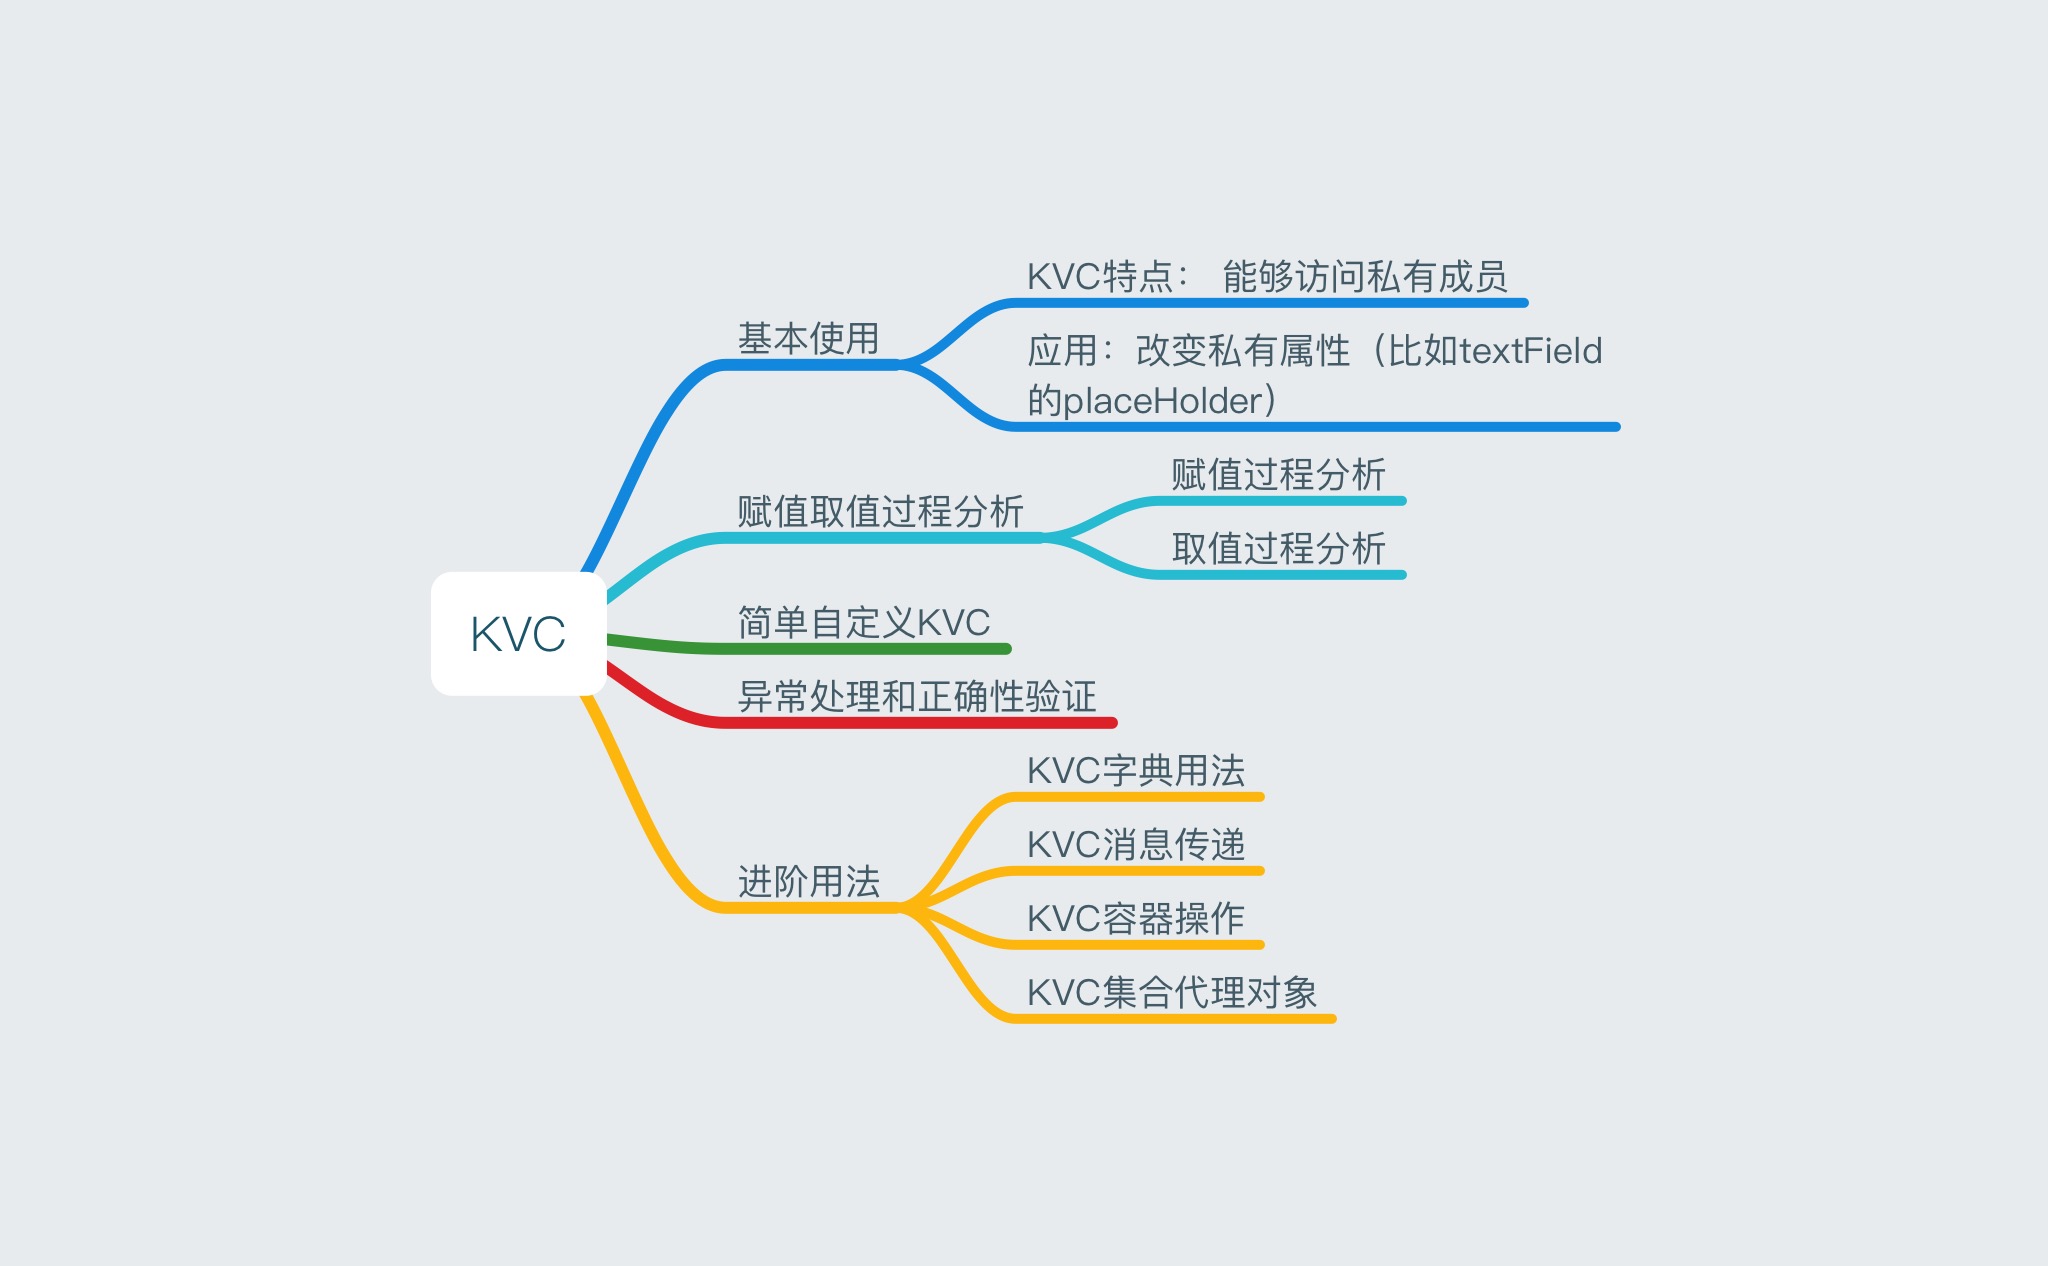 KVC
基本使用
KVC特点： 能够访问私有成员
应用：改变私有属性（比如textField
的placeHolder）
赋值取值过程分析
赋值过程分析
取值过程分析
简单自定义KVC
异常处理和正确性验证
进阶用法
KVC字典用法
KVC消息传递
KVC容器操作
KVC集合代理对象